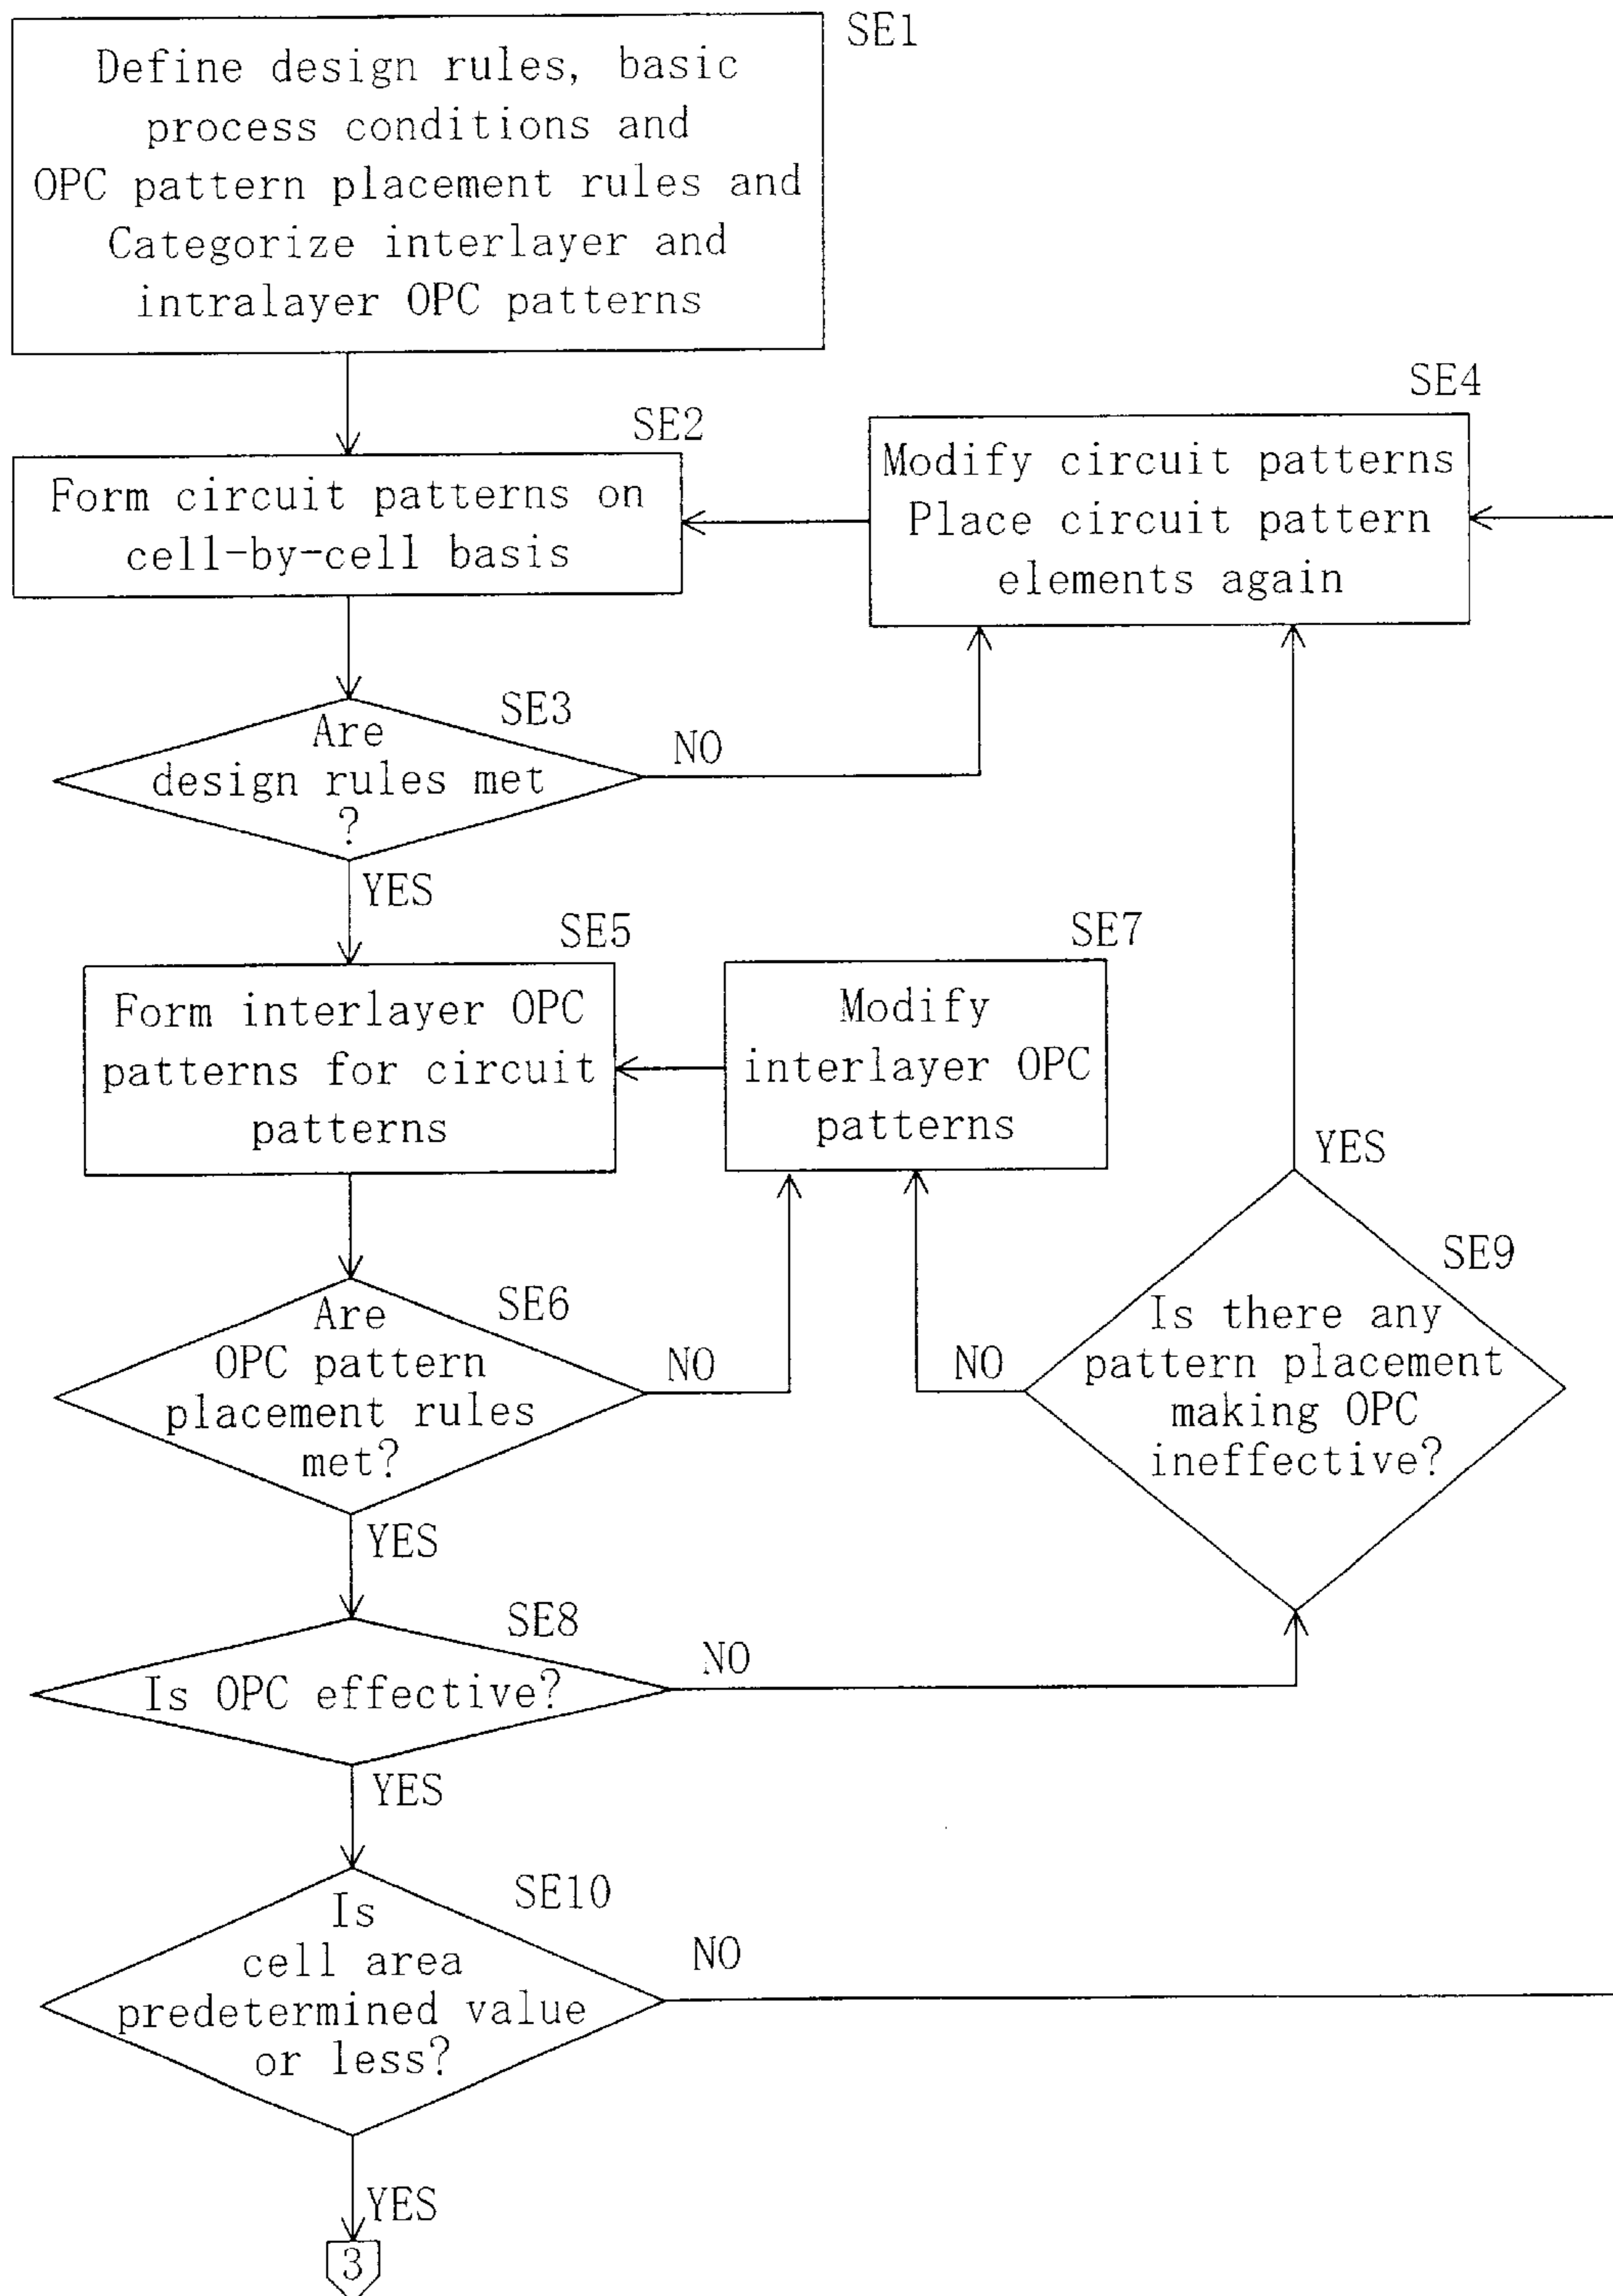 SE1
Define design rules, basic
process conditions and
OPC pattern placement rules and
Categorize interlayer and
intralayer OPC patterns
SE2
Form circuit patterns on
cell-by-cell basis
SE4
Modify circuit patterns
Place circuit pattern
elements again
SE3
Are
design rules met
?
NO
YES
SE5
Form interlayer OPC
patterns for circuit
patterns
SE7
Modify
interlayer OPC
patterns
SE6
Are
OPC pattern
placement rules
met?
NO
YES
SE9
Is there any
pattern placement
making OPC
ineffective?
NO
YES
SE8
Is OPC effective?
NO
YES
SE10
Is
cell area
predetermined value
or less?
NO
YES
3